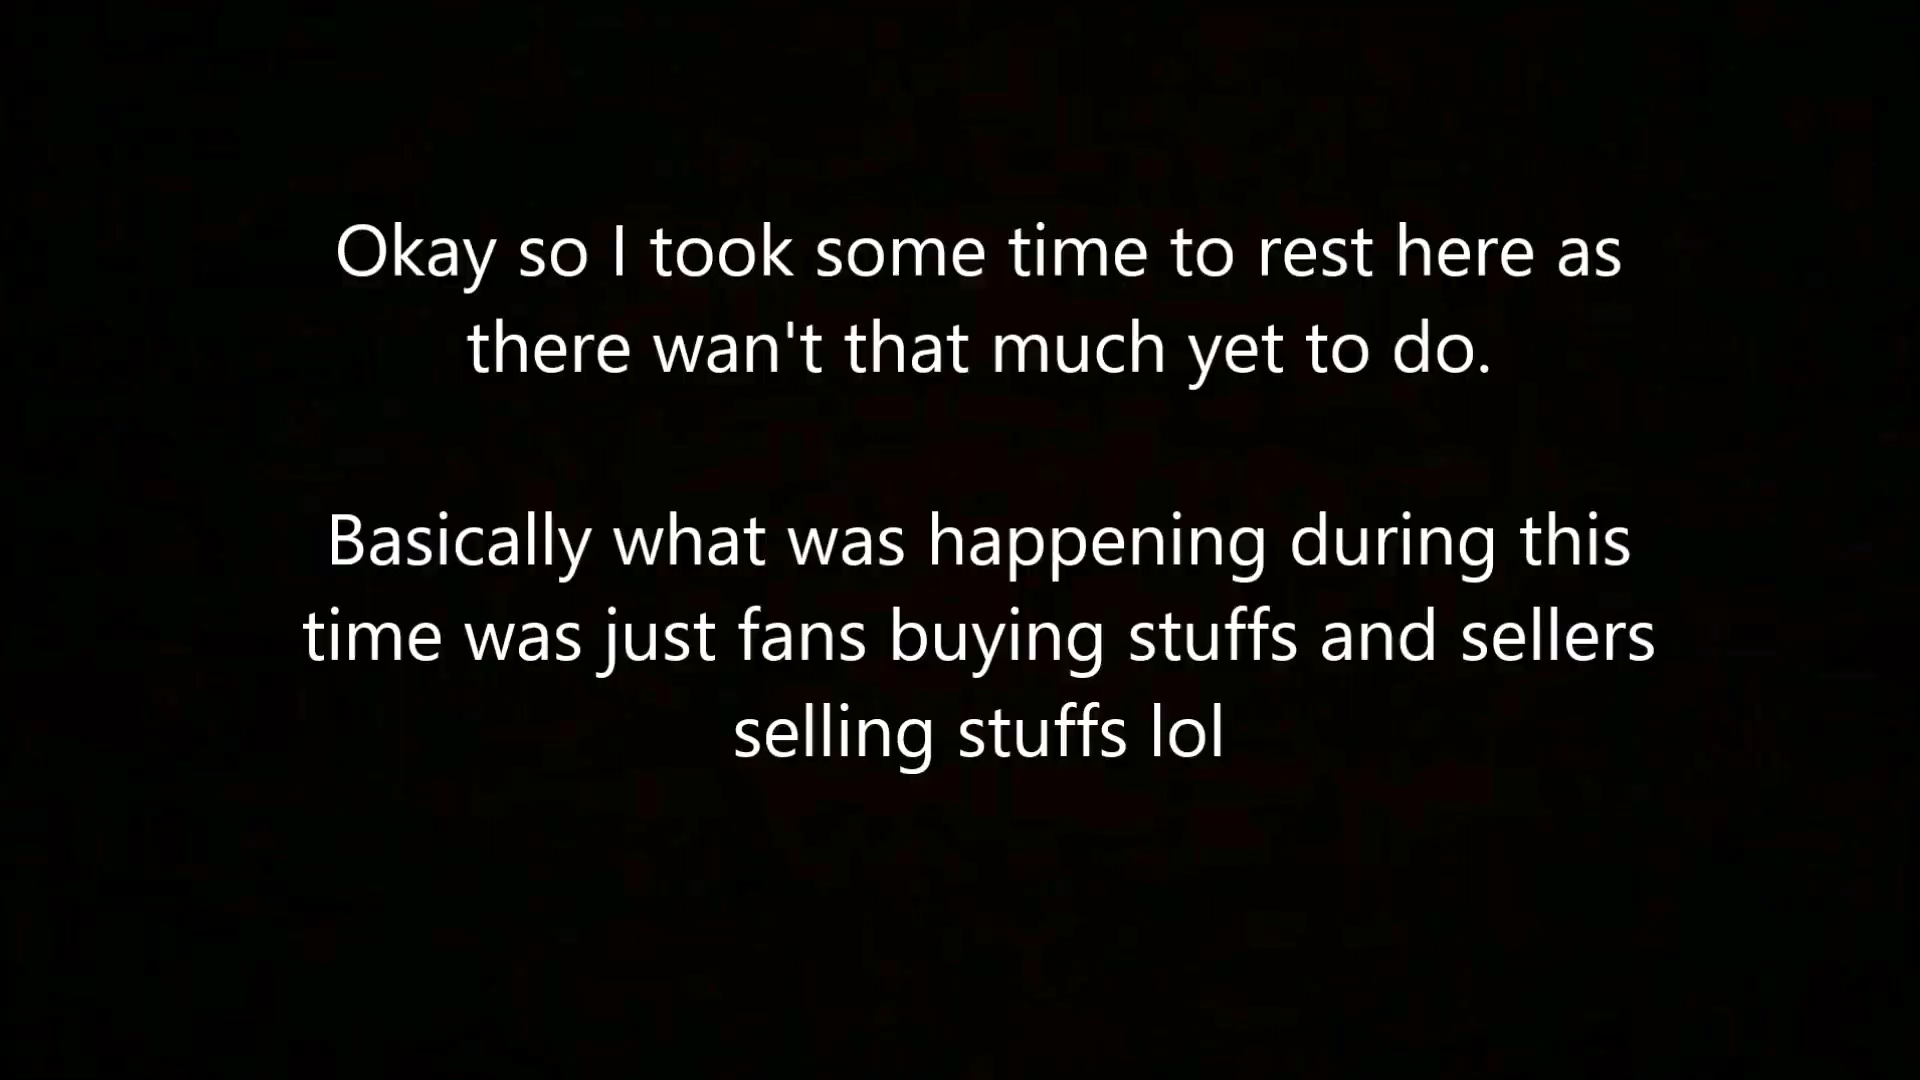 Okay so I took some time to rest here as
there wan't that much yet to do.
Basically what was happening during this
time was just fans buying stuffs and sellers
selling stuffs lol